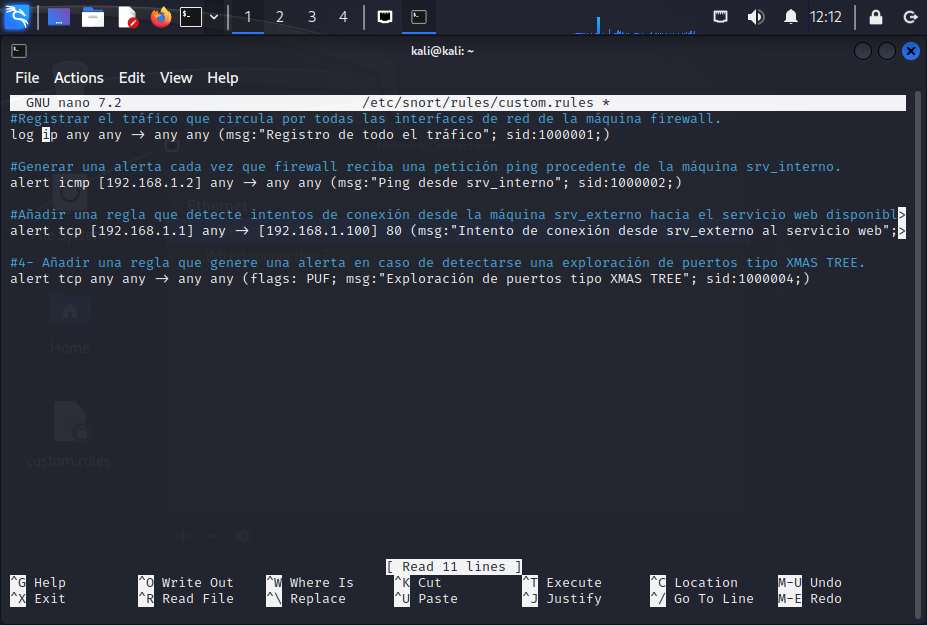 1 2 3 4 12:12
kali@kali: ~
File Actions Edit View Help
GNU nano 7.2 /etc/snort/rules/custom.rules *
#Registrar el tráfico que circula por todas las interfaces de red de la máquina firewall.
log ip any any -> any any (msg:"Registro de todo el tráfico"; sid:1000001;)
#Generar una alerta cada vez que firewall reciba una petición ping procedente de la máquina srv_interno.
alert icmp [192.168.1.2] any -> any any (msg:"Ping desde srv_interno"; sid:1000002;)
#Añadir una regla que detecte intentos de conexión desde la máquina srv_externo hacia el servicio web disponibl>
alert tcp [192.168.1.1] any -> [192.168.1.100] 80 (msg:"Intento de conexión desde srv_externo al servicio web";>
#4- Añadir una regla que genere una alerta en caso de detectarse una exploración de puertos tipo XMAS TREE.
alert tcp any any -> any any (flags: PUF; msg:"Exploración de puertos tipo XMAS TREE"; sid:1000004;)
Home
custom.rules
[ Read 11 lines ]
^G Help ^O Write Out ^W Where Is ^K Cut ^T Execute ^C Location M-U Undo
^X Exit ^R Read File ^\ Replace ^U Paste ^J Justify ^/ Go To Line M-E Redo